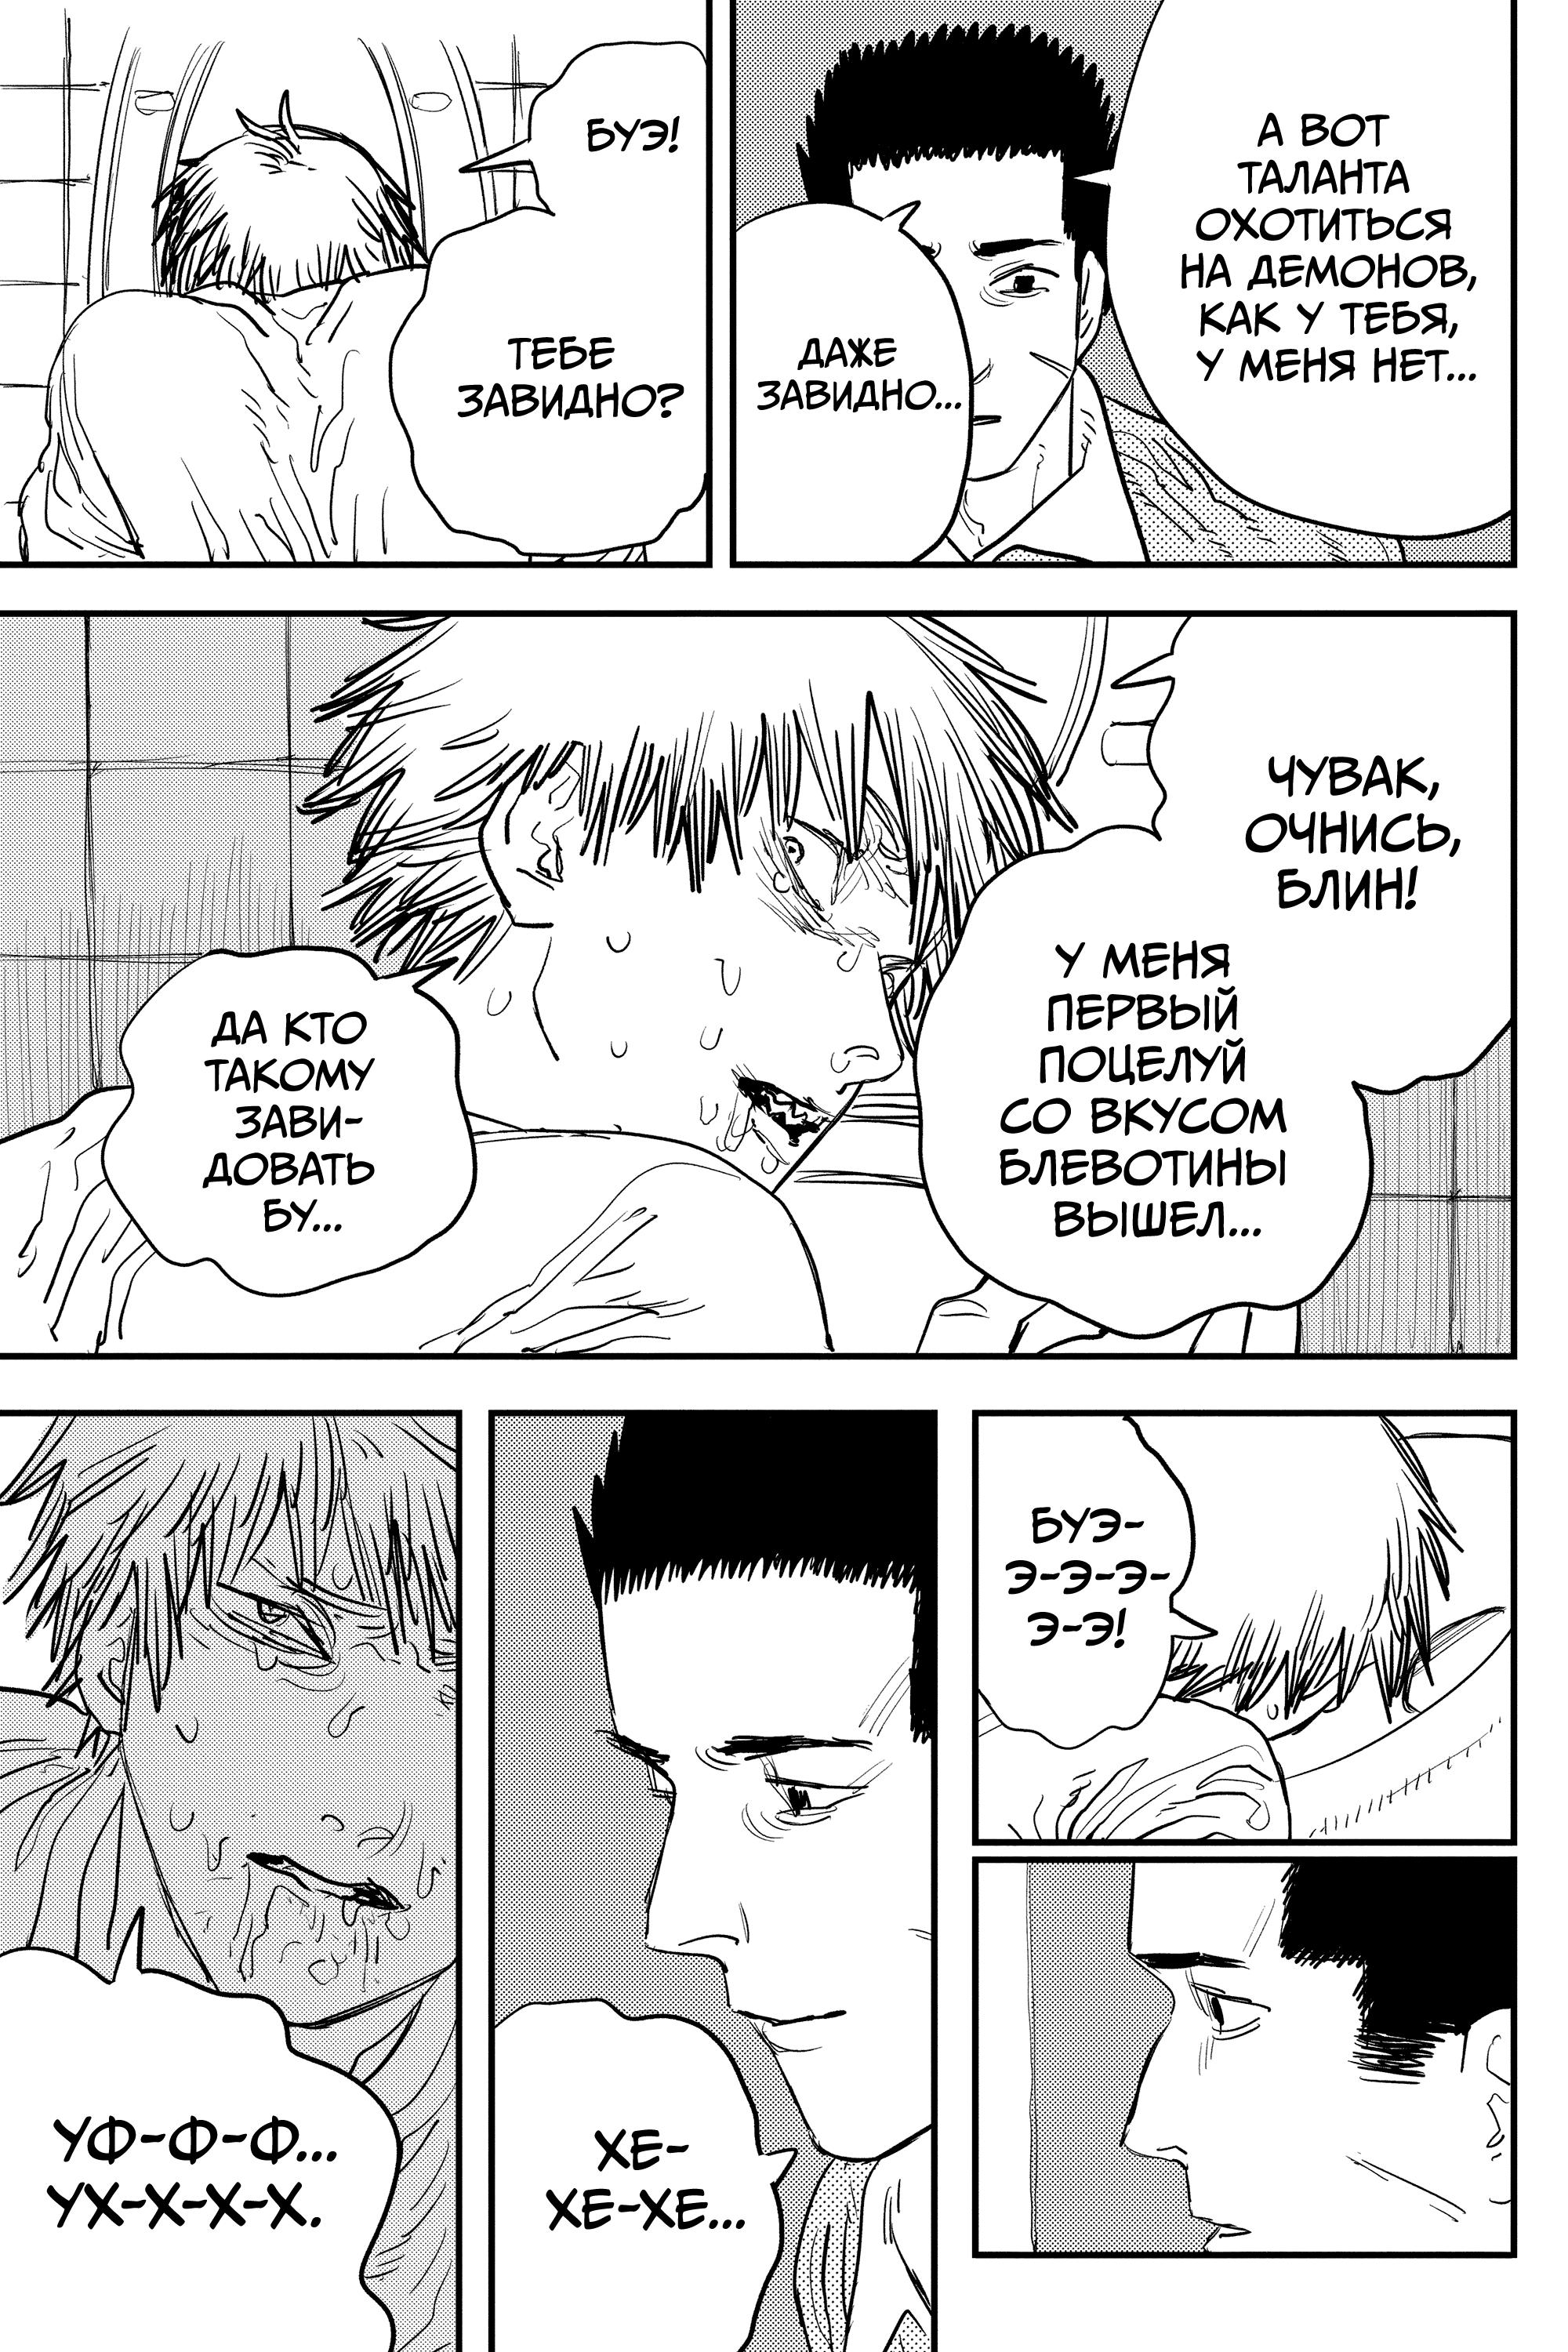 А ВОТ
ТАЛАНТА
ОХОТИТЬСЯ
НА ДЕМОНОВ,
КАК У ТЕБЯ,
У МЕНЯ НЕТ...
ДАЖЕ
ЗАВИДНО...
БУЭ!
ТЕБЕ
ЗАВИДНО?
ЧУВАК,
ОЧНИСЬ,
БЛИН!
У МЕНЯ
ПЕРВЫЙ
ПОЦЕЛУЙ
СО ВКУСОМ
БЛЕВОТИНЫ
ВЫШЕЛ...
ДА КТО
ТАКОМУ
ЗАВИ-
ДОВАТЬ
БУ...
БУЭ-
Э-Э-Э-
Э-Э!
ХЕ-
ХЕ-ХЕ...
УФ-Ф-Ф...
УХ-Х-Х-Х.